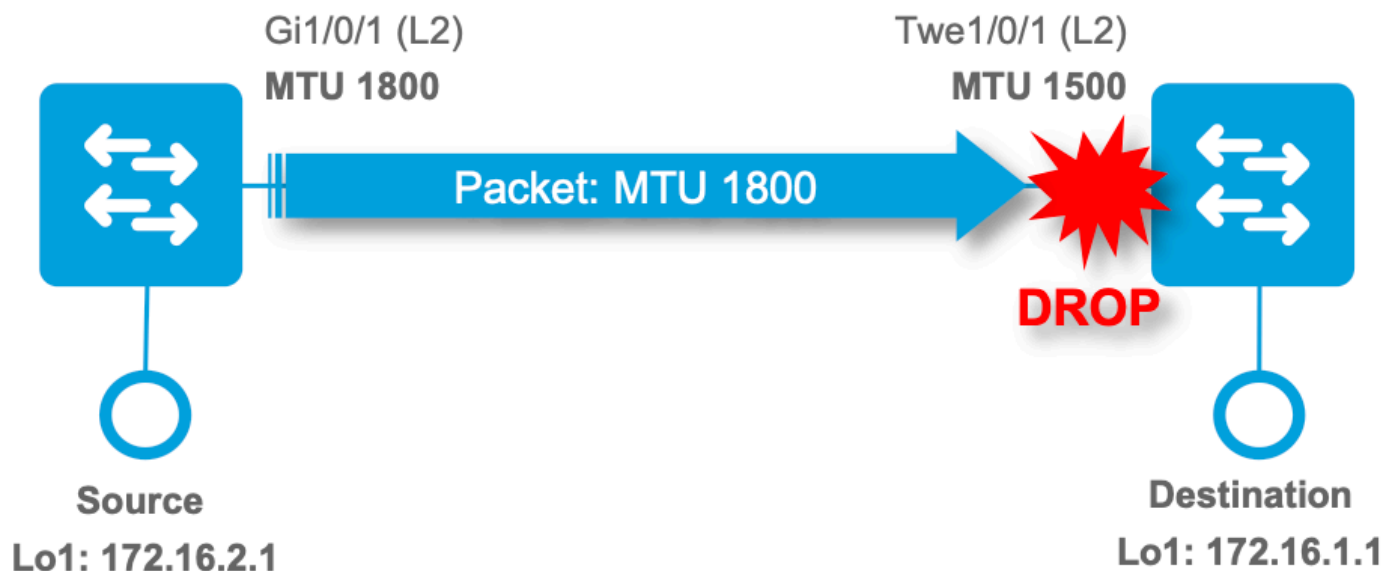 Gi1/0/1 (L2)
MTU 1800
Twe1/0/1 (L2)
MTU 1500
Packet: MTU 1800
DROP
Source
Lo1: 172.16.2.1
Destination
Lo1: 172.16.1.1